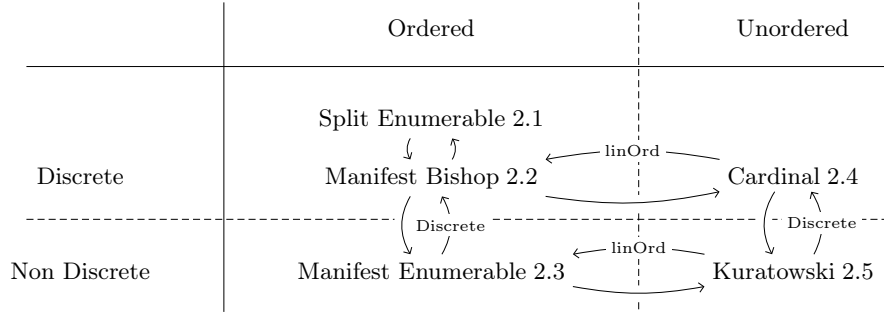 Ordered Unordered
Split Enumerable 2.1
linOrd
Discrete Manifest Bishop 2.2 Cardinal 2.4
Discrete Discrete
linOrd
Non Discrete Manifest Enumerable 2.3 Kuratowski 2.5